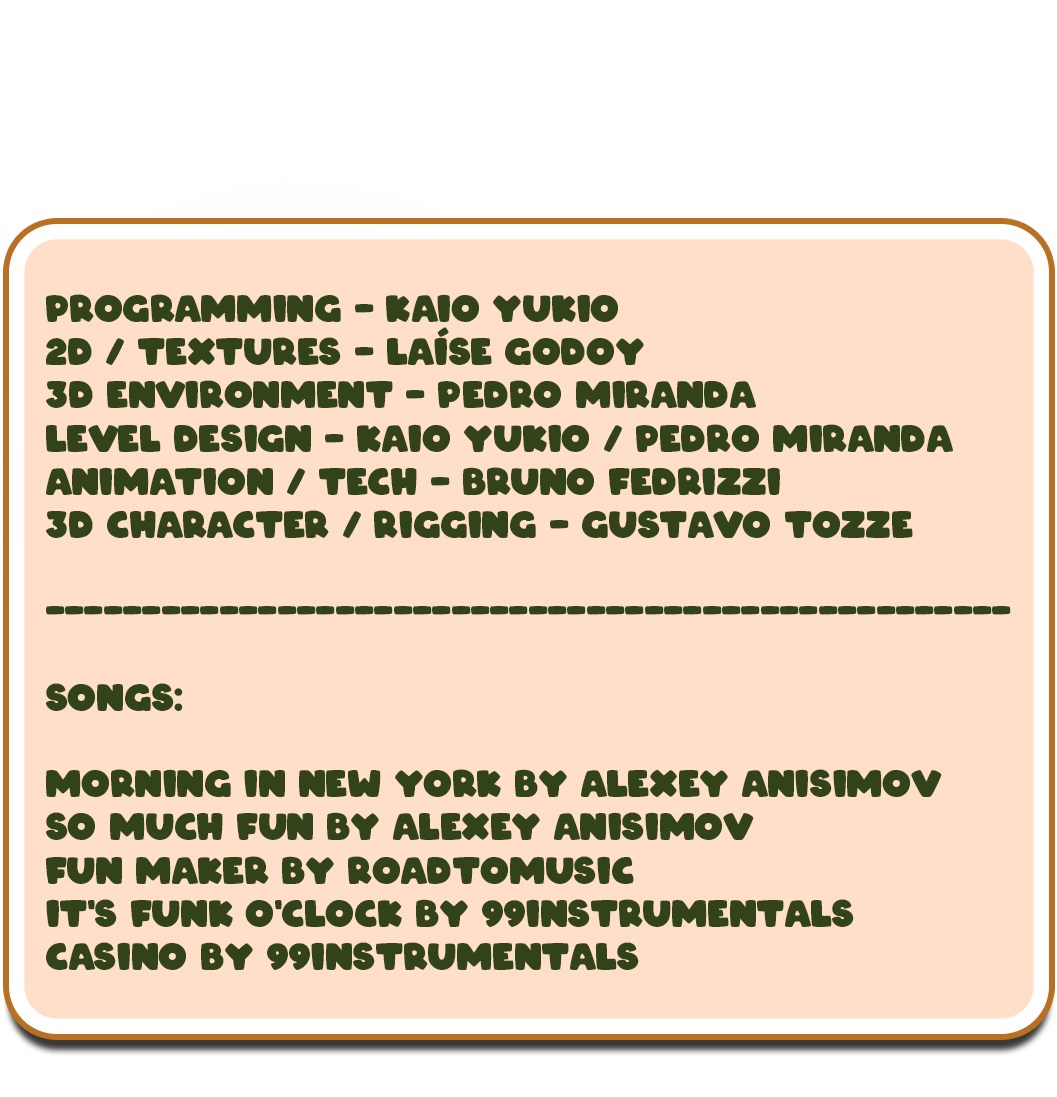 PROGRAMMING - KAIO YUKIO
2D / TEXTURES - LAÍSE GODOY
3D ENVIRONMENT - PEDRO MIRANDA
LEVEL DESIGN - KAIO YUKIO / PEDRO MIRANDA
ANIMATION / TECH - BRUNO FEDRIZZI
3D CHARACTER / RIGGING - GUSTAVO TOZZE
--------------------------------------------------
SONGS:
MORNING IN NEW YORK BY ALEXEY ANISIMOV
SO MUCH FUN BY ALEXEY ANISIMOV
FUN MAKER BY ROADTOMUSIC
IT'S FUNK O'CLOCK BY 99INSTRUMENTALS
CASINO BY 99INSTRUMENTALS